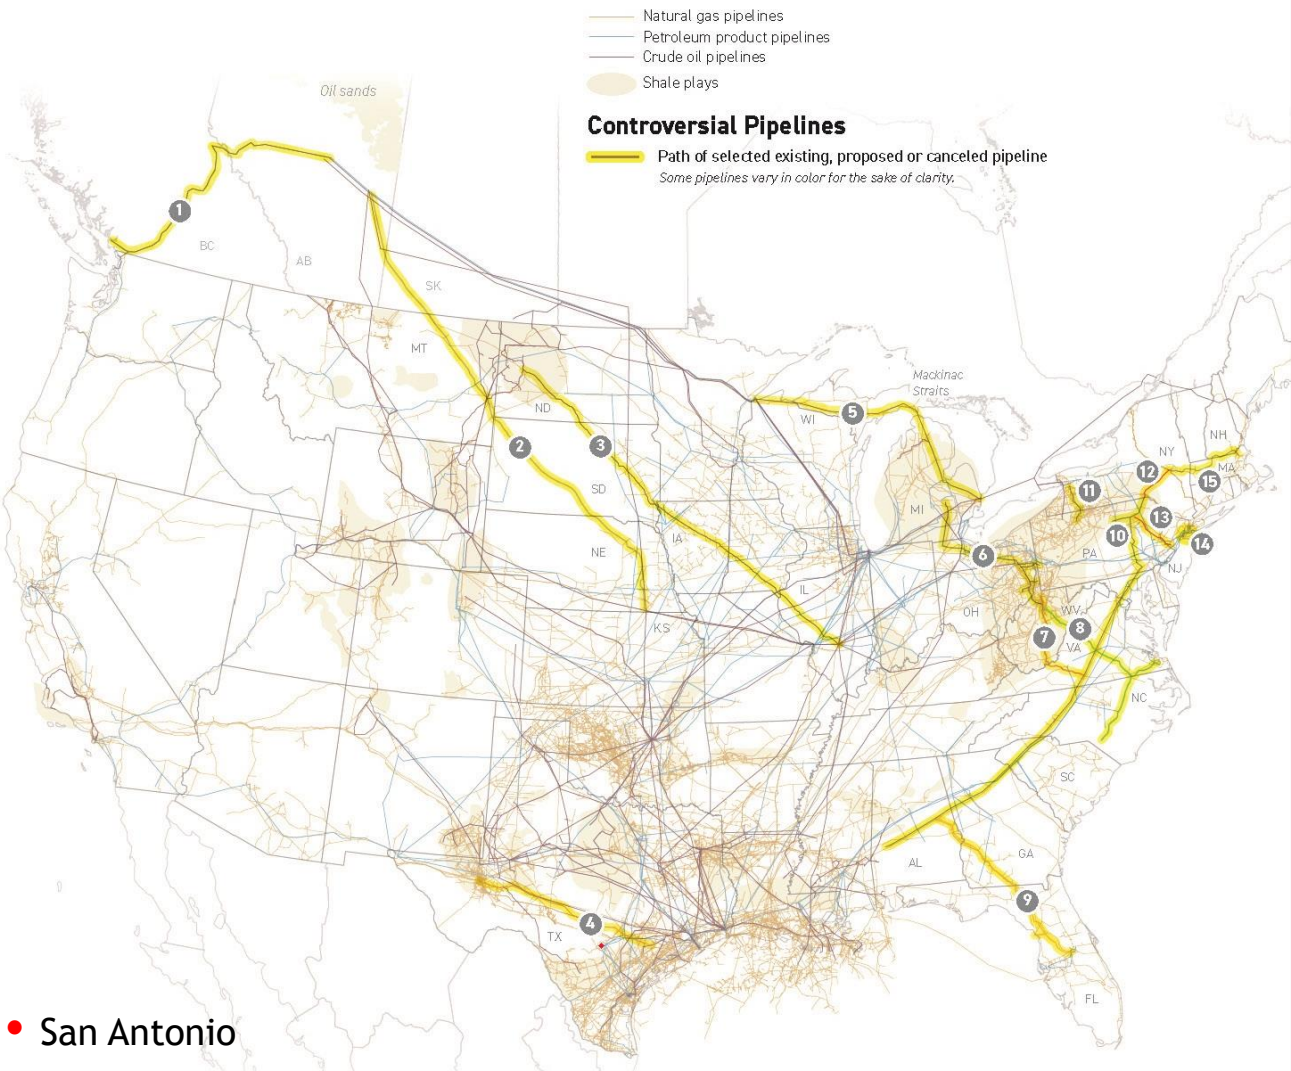 Natural gas pipelines
Petroleum product pipelines
Crude oil pipelines
Shale plays
Controversial Pipelines
Path of selected existing, proposed or canceled pipeline
Some pipelines vary in color for the sake of clarity.
Oil sands
1
BC
AB
SK
MT
Mackinac
Straits
ND
WI
5
2
3
NY
NH
12
MA
15
11
SD
MI
13
10
14
NE
IA
6
PA
NJ
IL
OH
WV
KS
8
7
VA
NC
SC
GA
AL
9
4
TX
FL
• San Antonio